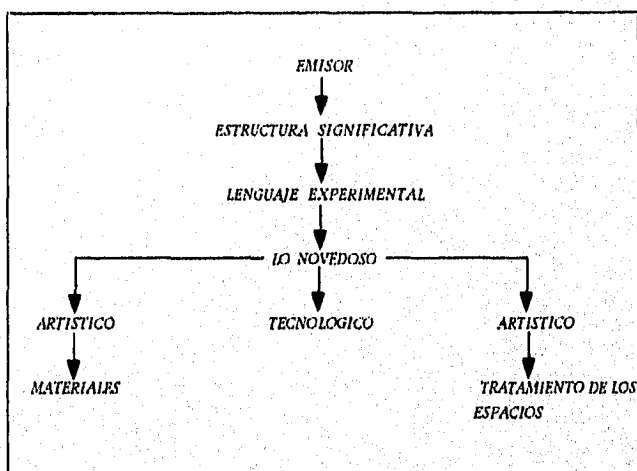 EMISOR
ESTRUCTURA SIGNIFICATIVA
LENGUAJE EXPERIMENTAL
LO NOVEDOSO
ARTISTICO TECNOLOGICO ARTISTICO
MATERIALES TRATAMIENTO DE LOS
ESPACIOS